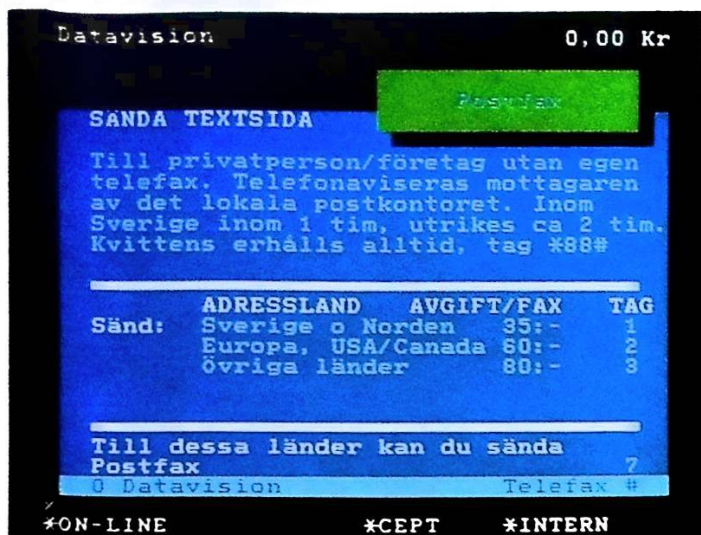 Datavision 0,00 Kr
Postfax
SÄNDA TEXTSIDA
Till privatperson/företag utan egen
telefax. Telefonaviseras mottagaren
av det lokala postkontoret. Inom
Sverige inom 1 tim, utrikes ca 2 tim.
Kvittens erhålls alltid, tag *88#
ADRESSLAND AVGIFT/FAX TAG
Sänd: Sverige o Norden 35:- 1
Europa, USA/Canada 60:- 2
Övriga länder 80:- 3
Till dessa länder kan du sända
Postfax 7
0 Datavision Telefax #
*ON-LINE *CEPT *INTERN